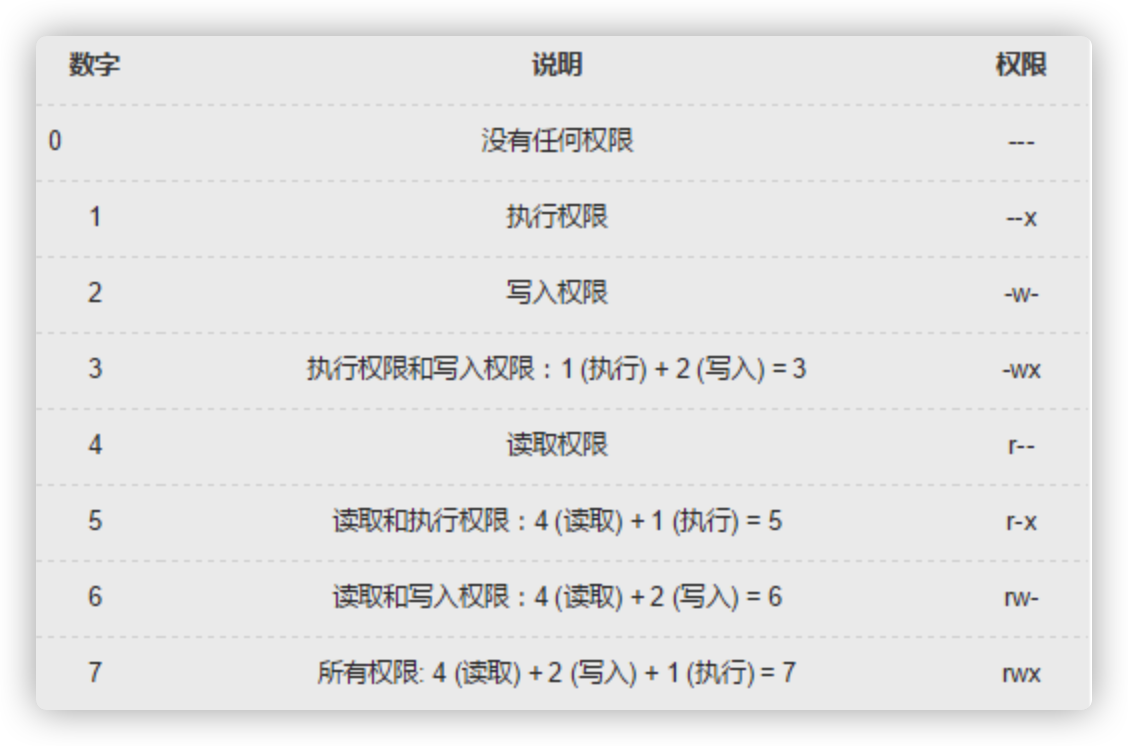 数字 说明 权限
0 没有任何权限 ---
1 执行权限 --x
2 写入权限 -w-
3 执行权限和写入权限：1 (执行) + 2 (写入) = 3 -wx
4 读取权限 r--
5 读取和执行权限：4 (读取) + 1 (执行) = 5 r-x
6 读取和写入权限：4 (读取) + 2 (写入) = 6 rw-
7 所有权限: 4 (读取) + 2 (写入) + 1 (执行) = 7 rwx